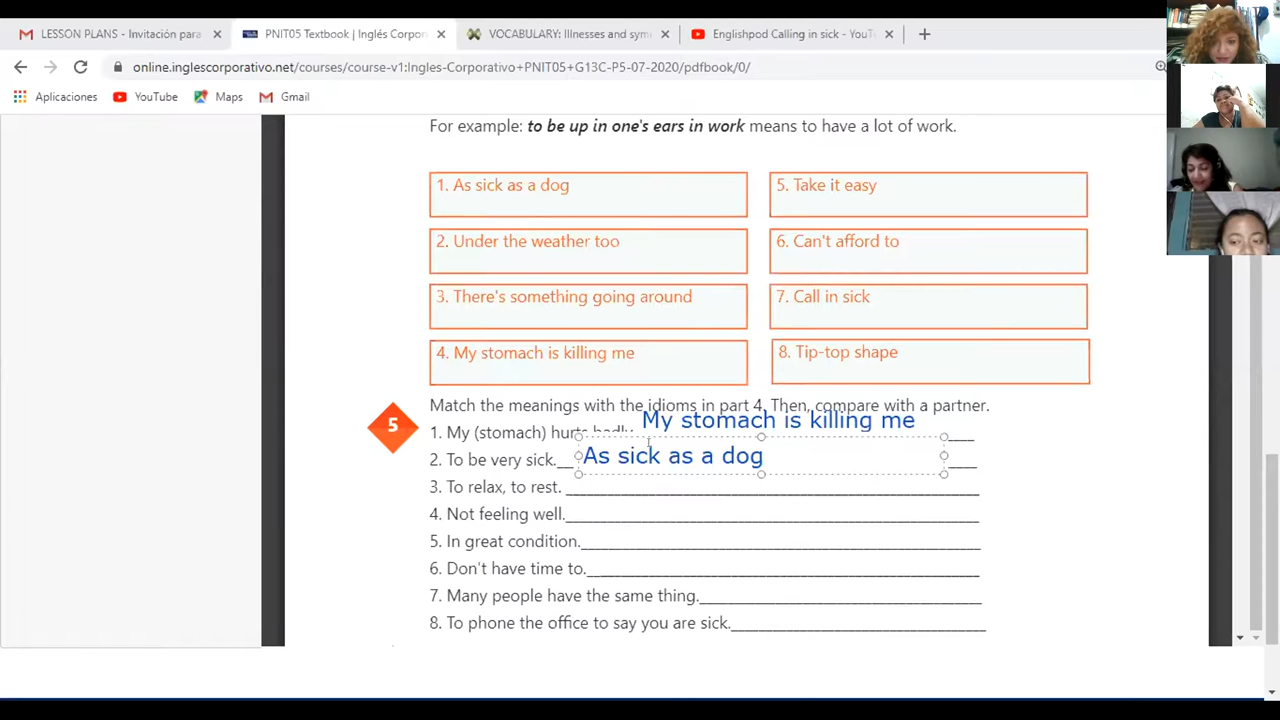 LESSON PLANS - Invitación para
PNIT05 Textbook | Inglés Corpor
VOCABULARY: Illnesses and sym
Englishpod Calling in sick - YouT
online.inglescorporativo.net/courses/course-v1:Ingles-Corporativo+PNIT05+G13C-P5-07-2020/pdfbook/0/
Aplicaciones
YouTube
Maps
Gmail
For example: to be up in one's ears in work means to have a lot of work.
1. As sick as a dog
5. Take it easy
2. Under the weather too
6. Can't afford to
3. There's something going around
7. Call in sick
4. My stomach is killing me
8. Tip-top shape
5
Match the meanings with the idioms in part 4. Then, compare with a partner.
1. My (stomach) hurts badly. My stomach is killing me
2. To be very sick. As sick as a dog
3. To relax, to rest.
4. Not feeling well.
5. In great condition.
6. Don't have time to.
7. Many people have the same thing.
8. To phone the office to say you are sick.